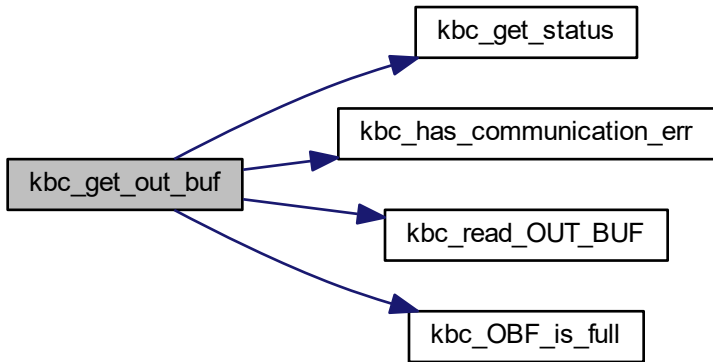 kbc_get_status
kbc_has_communication_err
kbc_get_out_buf
kbc_read_OUT_BUF
kbc_OBF_is_full